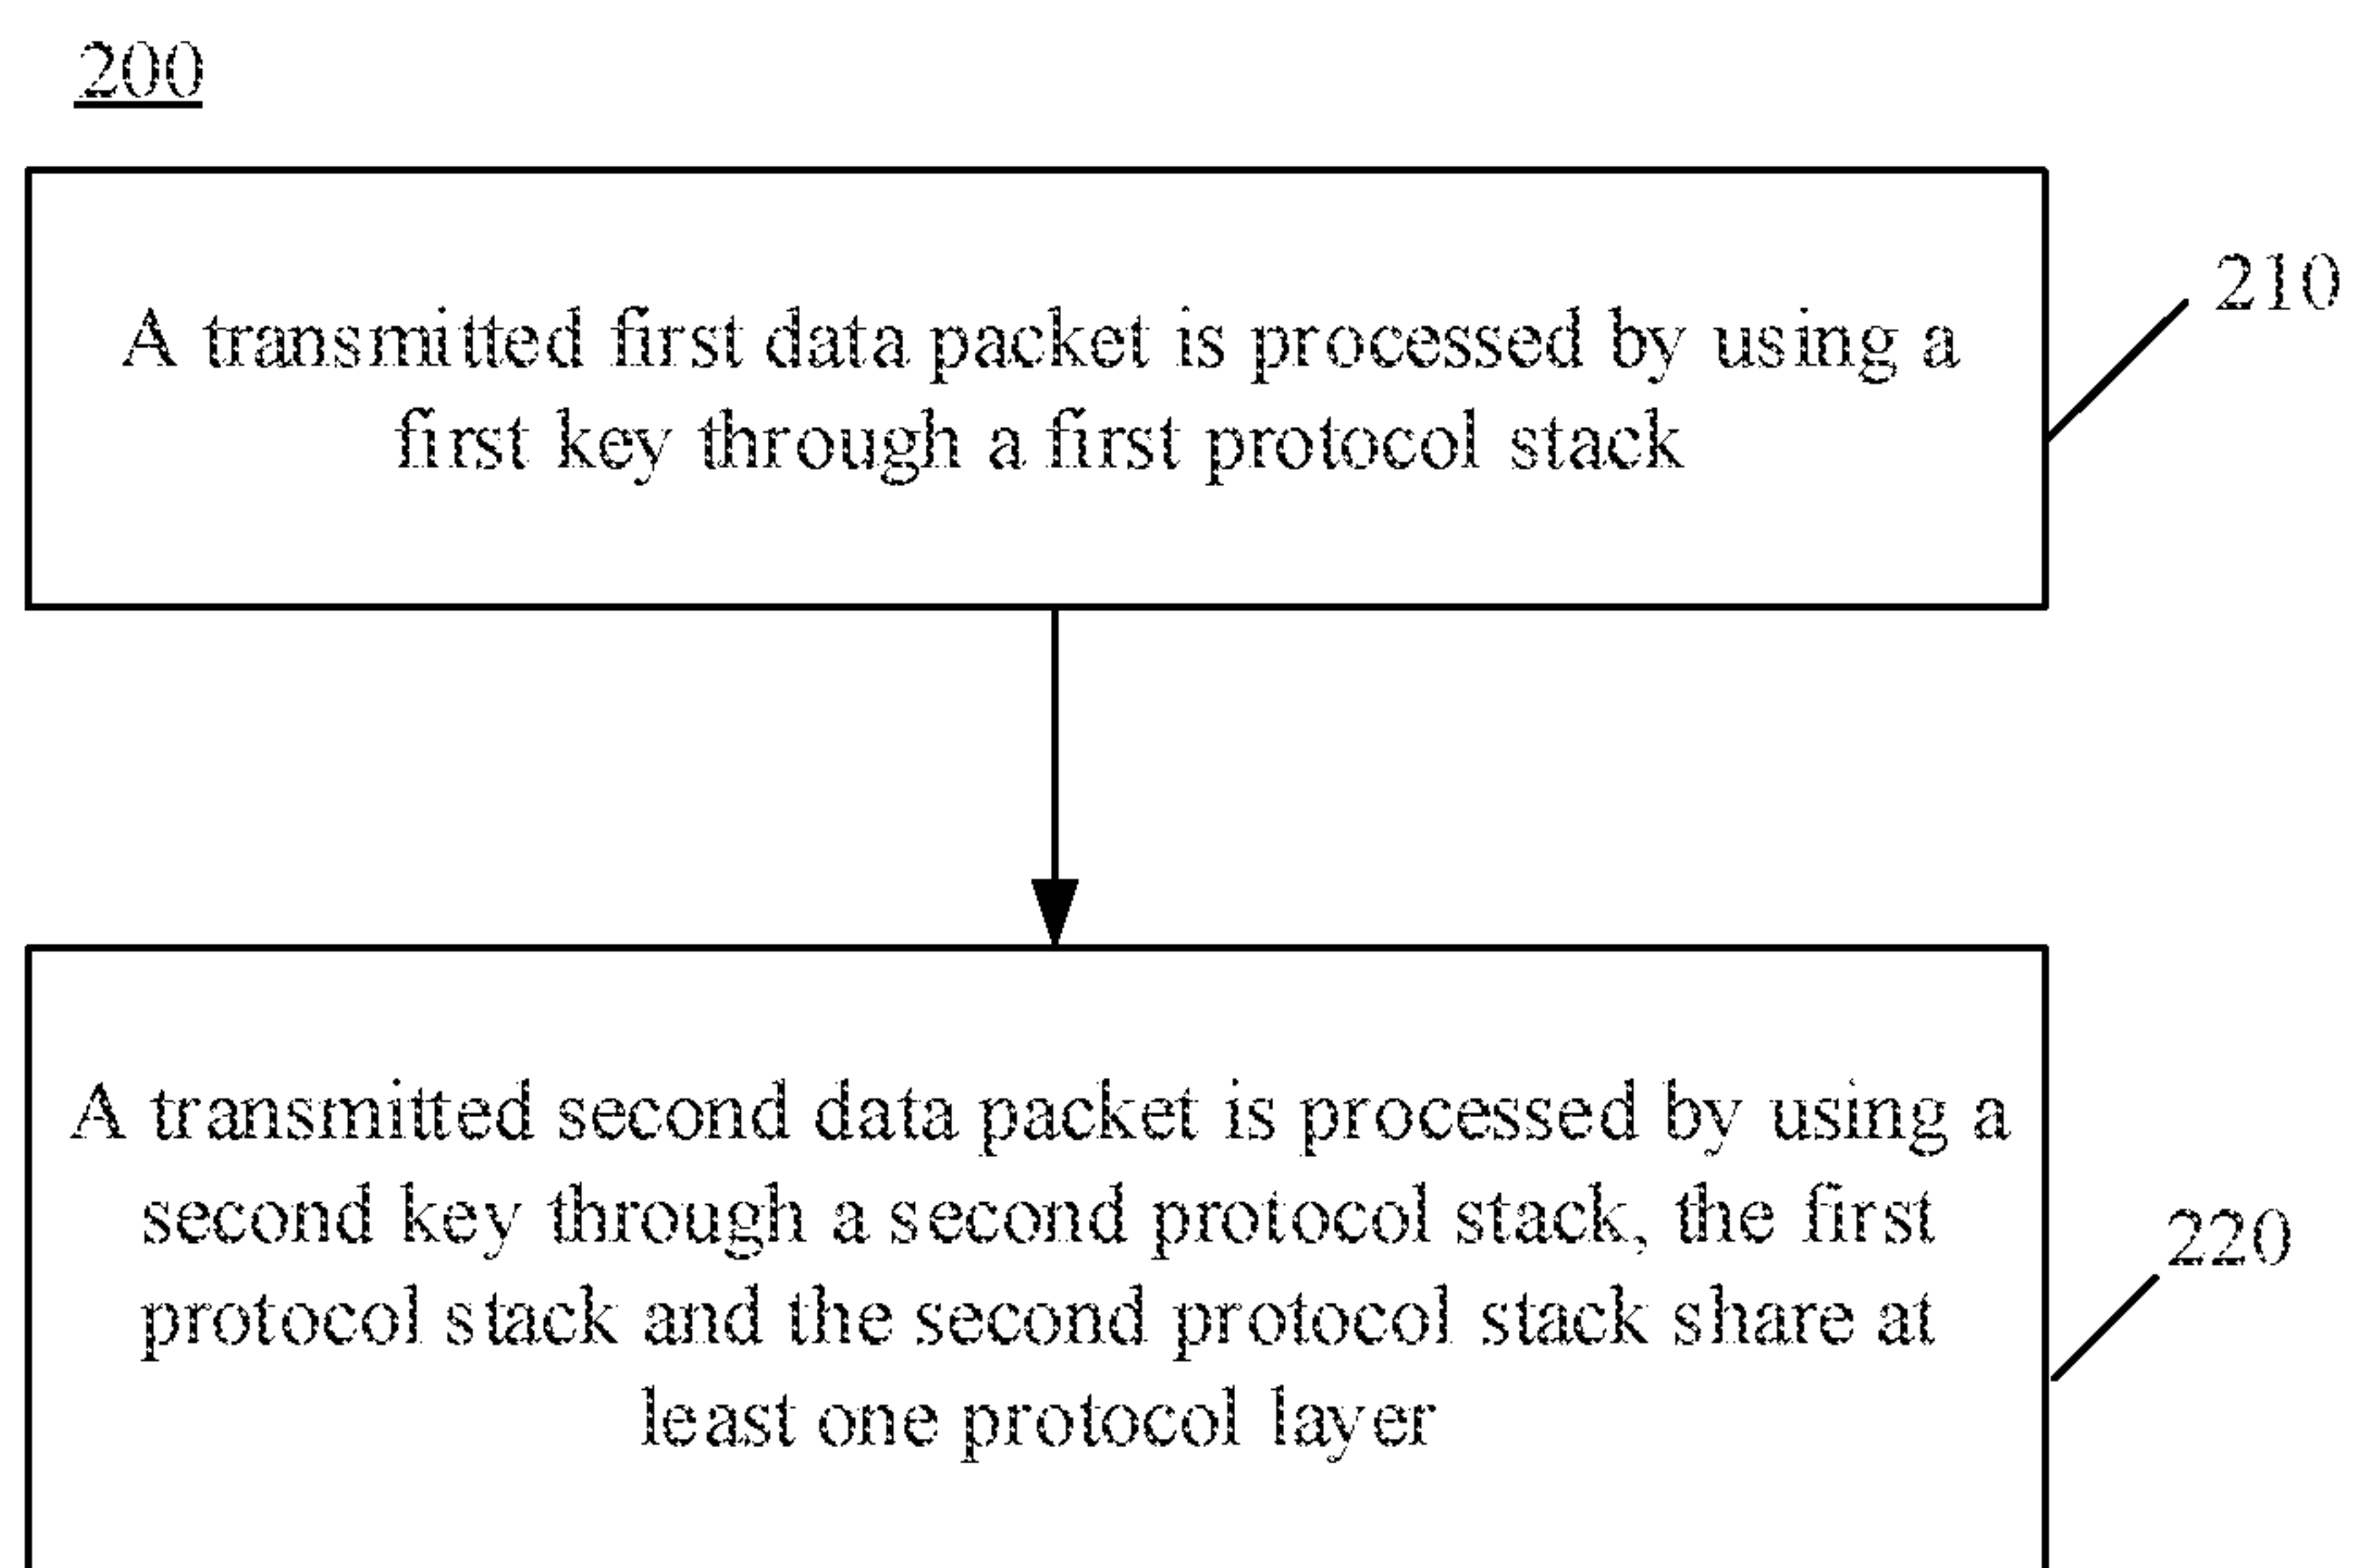 200
A transmitted first data packet is processed by using a
first key through a first protocol stack
210
A transmitted second data packet is processed by using a
second key through a second protocol stack, the first
protocol stack and the second protocol stack share at
least one protocol layer
220